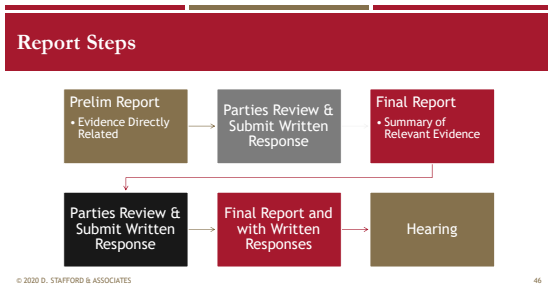 Report Steps
Prelim Report
• Evidence Directly
Related
Parties Review &
Submit Written
Response
Final Report
• Summary of
Relevant Evidence
Parties Review &
Submit Written
Response
Final Report and
with Written
Responses
Hearing
© 2020 D. STAFFORD & ASSOCIATES
46